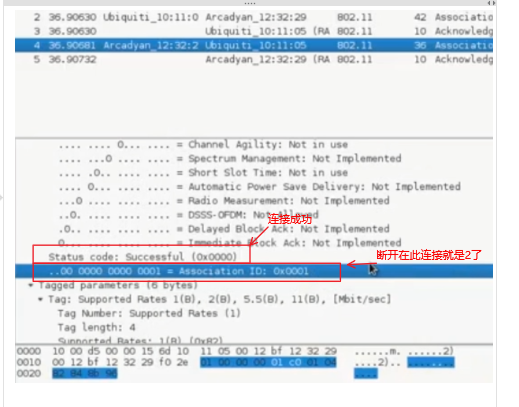 2 36.90630 Ubiquiti_10:11:0 Arcadyan_12:32:29 802.11 42 Association
3 36.90630 Ubiquiti_10:11:05 (RA 802.11 10 Acknowledg
4 36.90681 Arcadyan_12:32:2 Ubiquiti_10:11:05 802.11 36 Association
5 36.90732 Arcadyan_12:32:29 (RA 802.11 10 Acknowledg
.... .... 0... .... = Channel Agility: Not in use
.... ...0 .... .... = Spectrum Management: Not Implemented
.... .0.. .... .... = Short Slot Time: Not in use
.... 0... .... .... = Automatic Power Save Delivery: Not Implemented
...0 .... .... .... = Radio Measurement: Not Implemented
..0. .... .... .... = DSSS-OFDM: Not Allowed
.0.. .... .... .... = Delayed Block Ack: Not Implemented
0... .... .... .... = Immediate Block Ack: Not Implemented
连接成功
Status code: Successful (0x0000)
断开在此连接就是2了
..00 0000 0000 0001 = Association ID: 0x0001
Tagged parameters (6 bytes)
Tag: Supported Rates 1(B), 2(B), 5.5(B), 11(B), [Mbit/sec]
Tag Number: Supported Rates (1)
Tag length: 4
Supported Rates: 1(B) (0x82)
0000 10 00 d5 00 00 15 6d 10 11 05 00 12 bf 12 32 29 ......m. ......2)
0010 00 12 bf 12 32 29 f0 2e 01 00 00 00 01 c0 01 04 ....2).. ........
0020 82 84 8b 96 ....